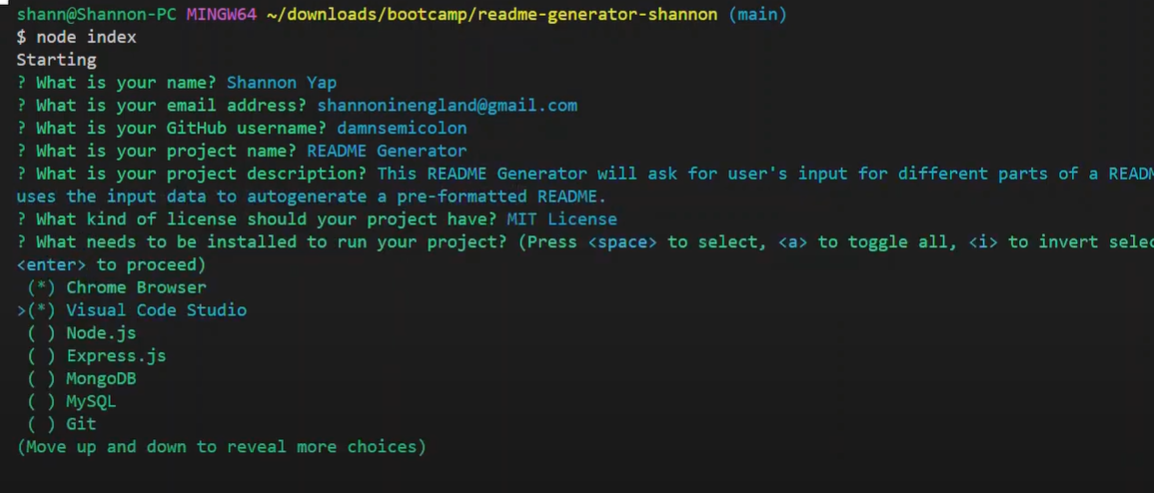 shann@Shannon-PC MINGW64 ~/downloads/bootcamp/readme-generator-shannon (main)
$ node index
Starting
? What is your name? Shannon Yap
? What is your email address? shannoninengland@gmail.com
? What is your GitHub username? damnsemicolon
? What is your project name? README Generator
? What is your project description? This README Generator will ask for user's input for different parts of a READM
uses the input data to autogenerate a pre-formatted README.
? What kind of license should your project have? MIT License
? What needs to be installed to run your project? (Press <space> to select, <a> to toggle all, <i> to invert selec
<enter> to proceed)
(*) Chrome Browser
>(*) Visual Code Studio
( ) Node.js
( ) Express.js
( ) MongoDB
( ) MySQL
( ) Git
(Move up and down to reveal more choices)